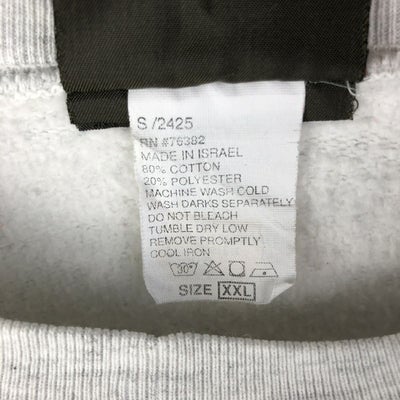 S /2425
RN #76382
MADE IN ISRAEL
80% COTTON
20% POLYESTER
MACHINE WASH COLD
WASH DARKS SEPARATELY
DO NOT BLEACH
TUMBLE DRY LOW
REMOVE PROMPTLY
COOL IRON
30°
SIZE XXL